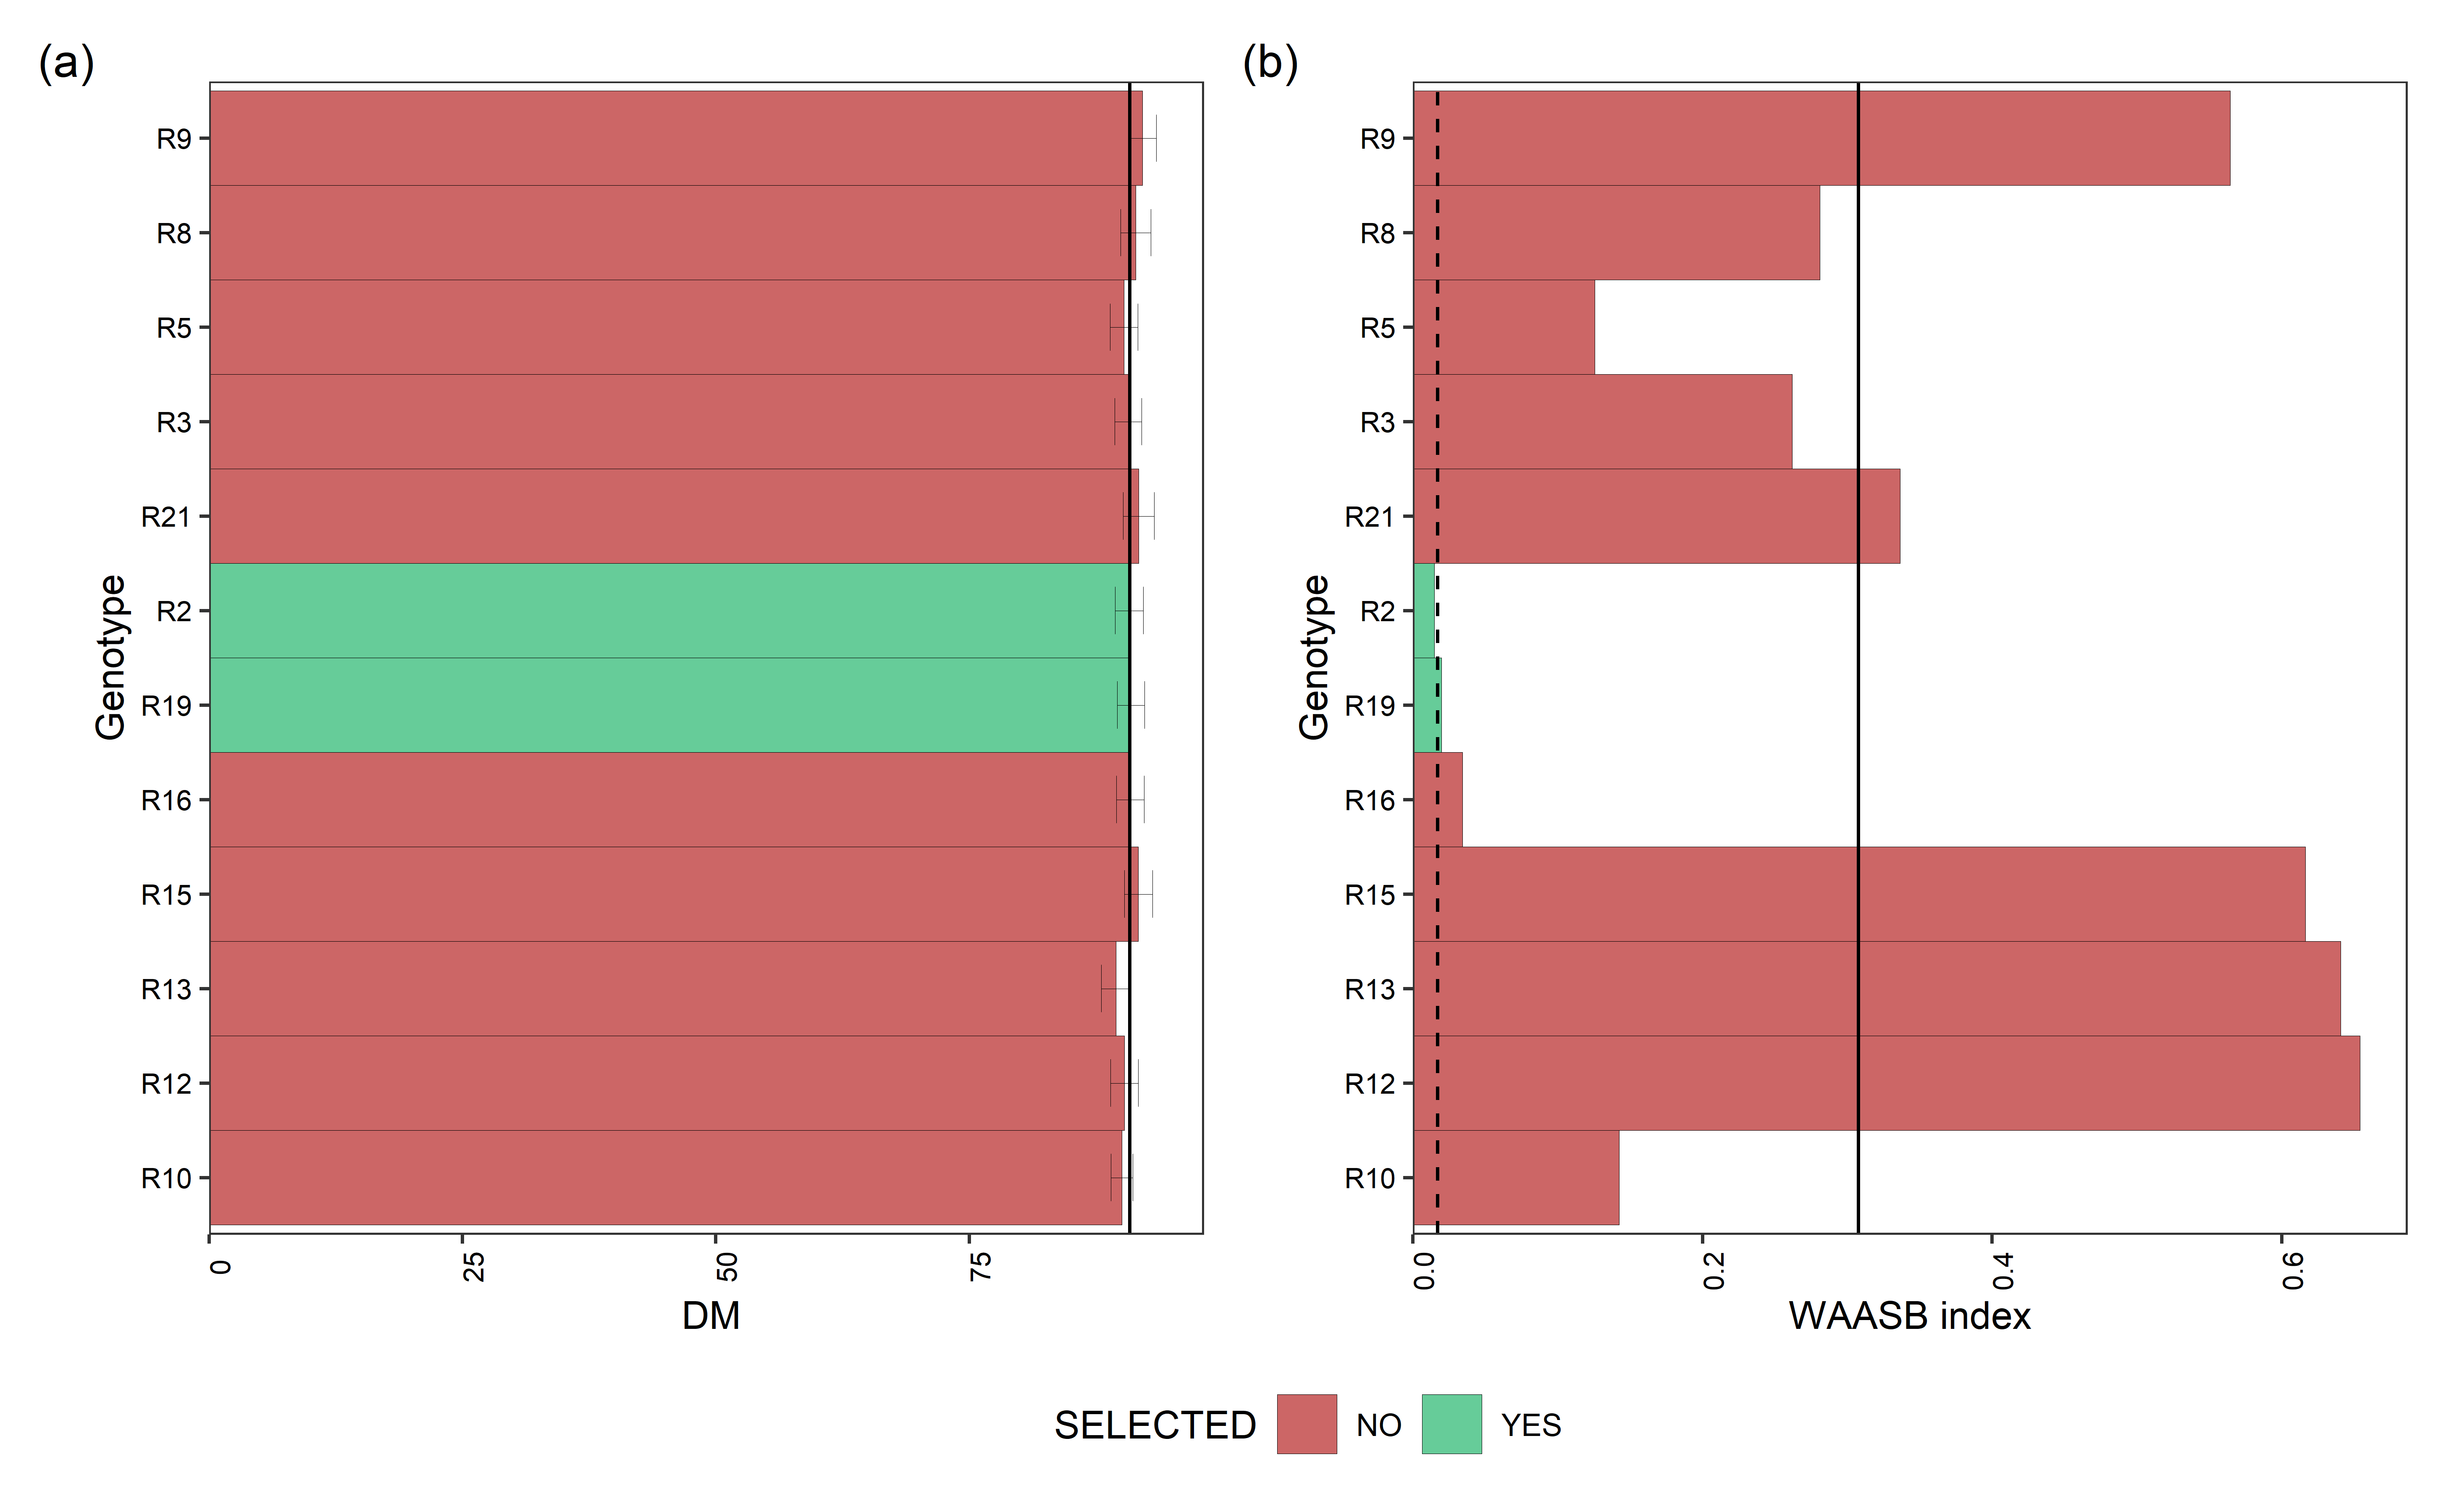 (a)
R9
R8
R5
R3
R21
R2
R19
R16
R15
R13
R12
R10
Genotype
0
25
50
75
DM
(b)
R9
R8
R5
R3
R21
R2
R19
R16
R15
R13
R12
R10
Genotype
0.0
0.2
0.4
0.6
WAASB index
SELECTED NO YES